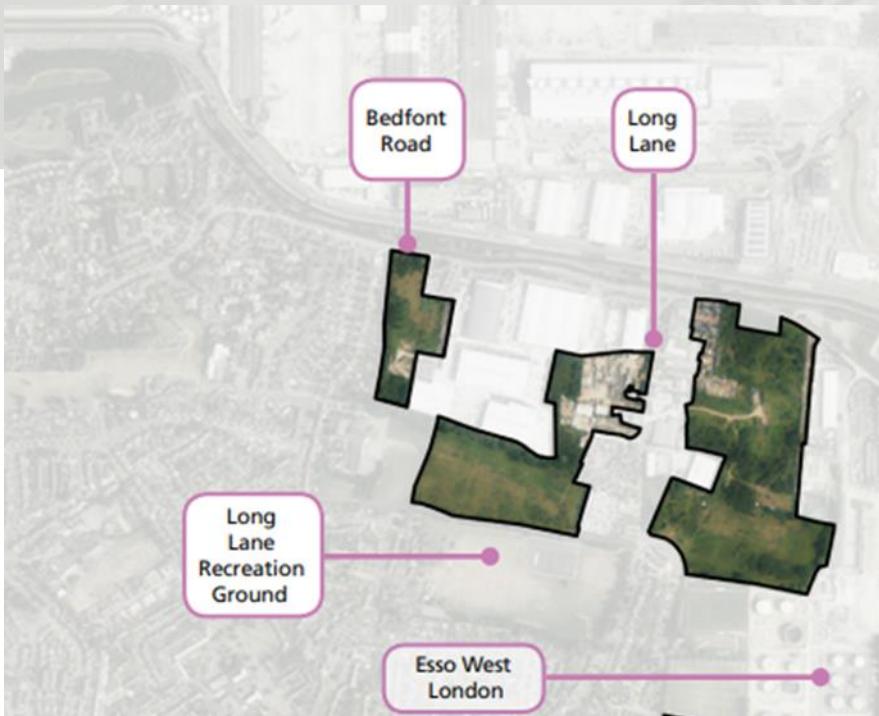 Bedfont
Road
Long
Lane
Long
Lane
Recreation
Ground
Esso West
London